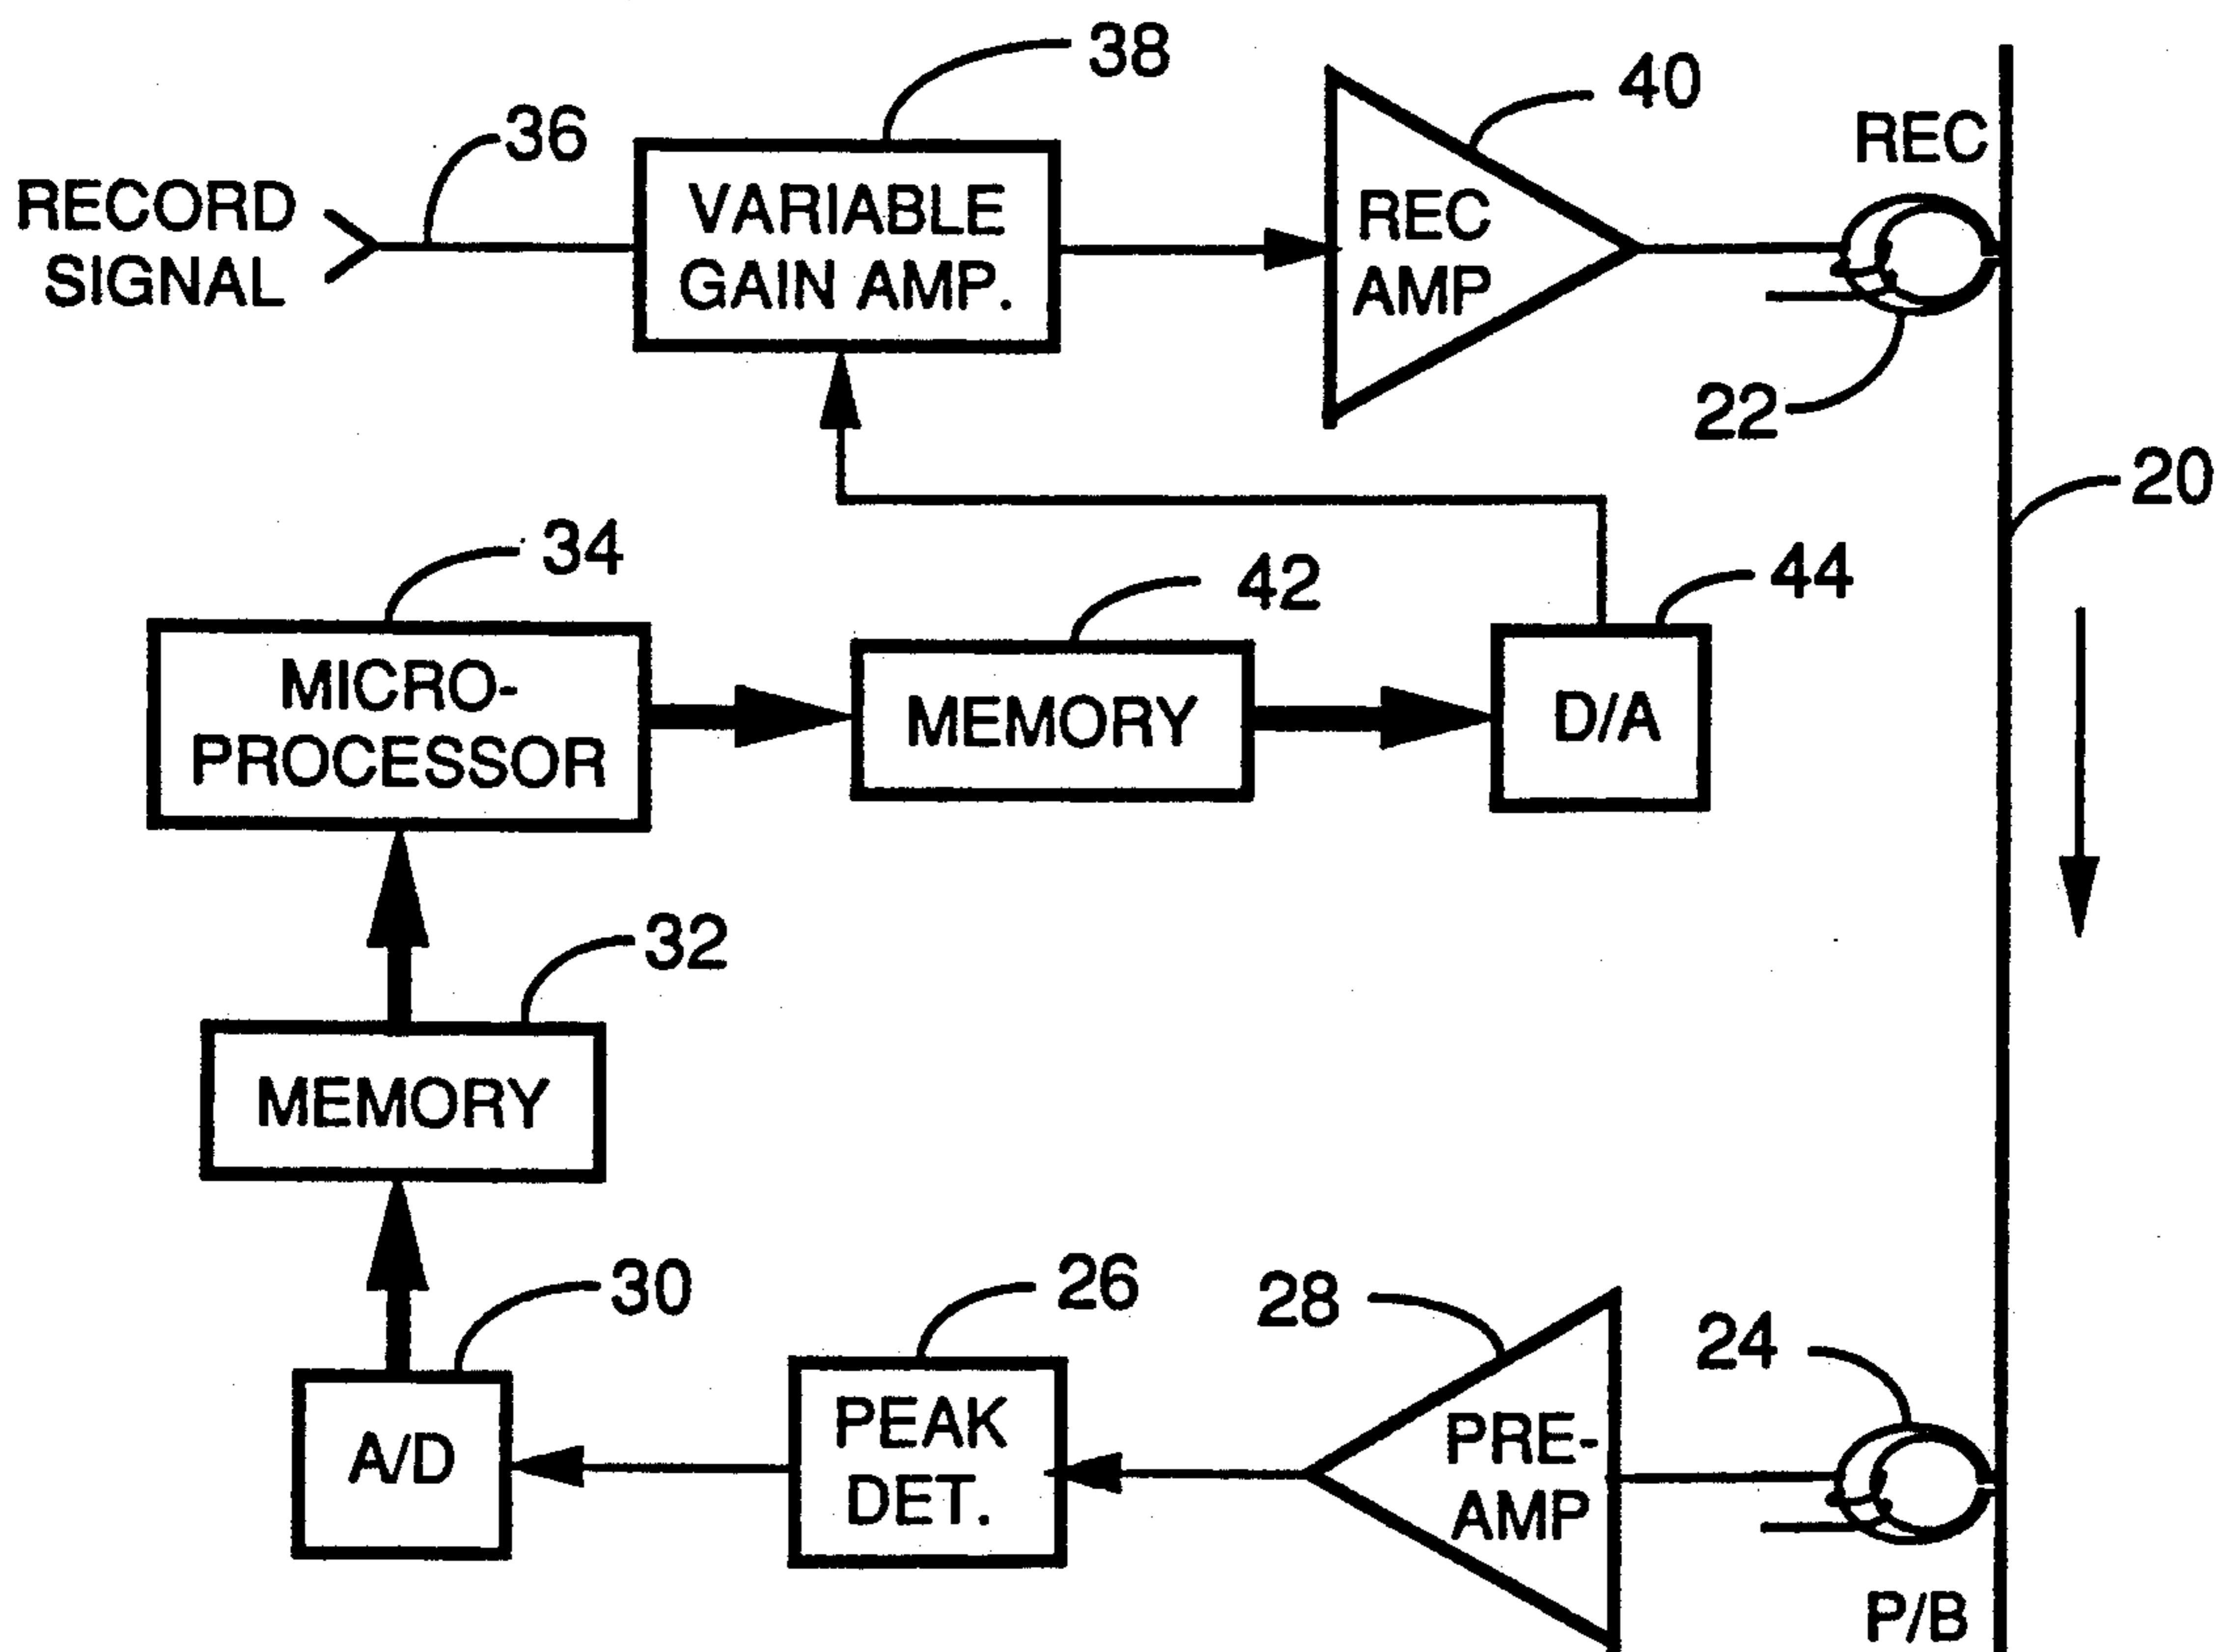 38
40
REC
36
RECORD
SIGNAL
VARIABLE
GAIN AMP.
REC
AMP
22
20
34
42
44
MICRO-
PROCESSOR
MEMORY
D/A
32
MEMORY
30
26
28
24
A/D
PEAK
DET.
PRE-
AMP
P/B